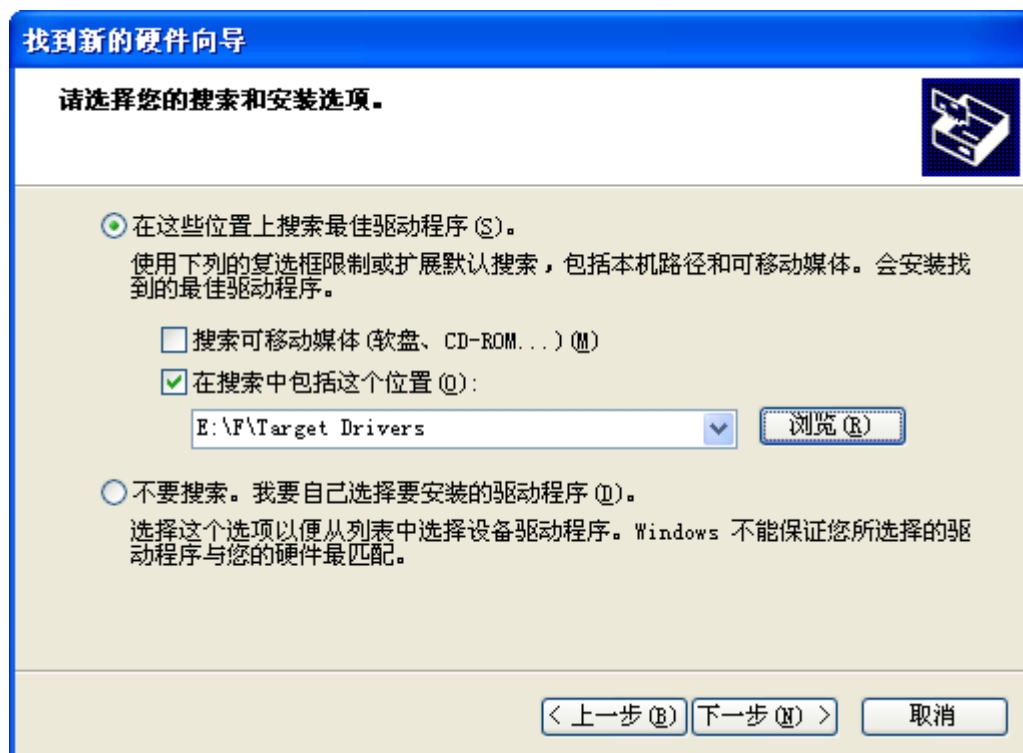 找到新的硬件向导
请选择您的搜索和安装选项。
在这些位置上搜索最佳驱动程序(S)。
使用下列的复选框限制或扩展默认搜索，包括本机路径和可移动媒体。会安装找
到的最佳驱动程序。
搜索可移动媒体(软盘、CD-ROM...)(M)
在搜索中包括这个位置(O):
E:\F\Target Drivers
浏览(R)
不要搜索。我要自己选择要安装的驱动程序(D)。
选择这个选项以便从列表中选择设备驱动程序。Windows 不能保证您所选择的驱
动程序与您的硬件最匹配。
< 上一步(B) 下一步(N) > 取消